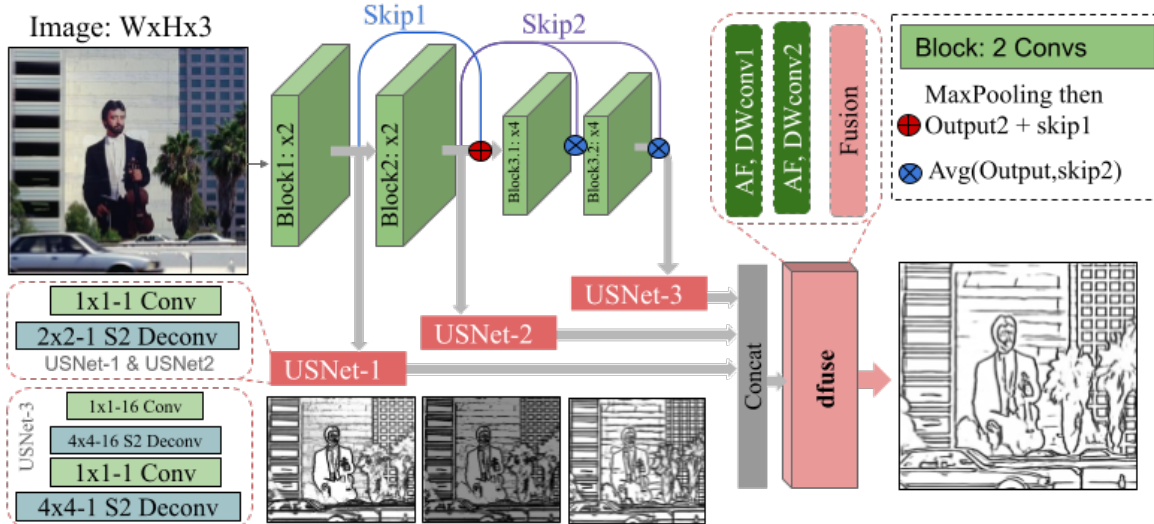 Image: WxHx3
Skip1
Skip2
Block1: x2
Block2: x2
Block3.1: x4
Block3.2: x4
AF, DWconv1
AF, DWconv2
Fusion
Block: 2 Convs
MaxPooling then
Output2 + skip1
Avg(Output,skip2)
1x1-1 Conv
2x2-1 S2 Deconv
USNet-1 & USNet2
USNet-3
1x1-16 Conv
4x4-16 S2 Deconv
1x1-1 Conv
4x4-1 S2 Deconv
USNet-1
USNet-2
USNet-3
Concat
dfuse